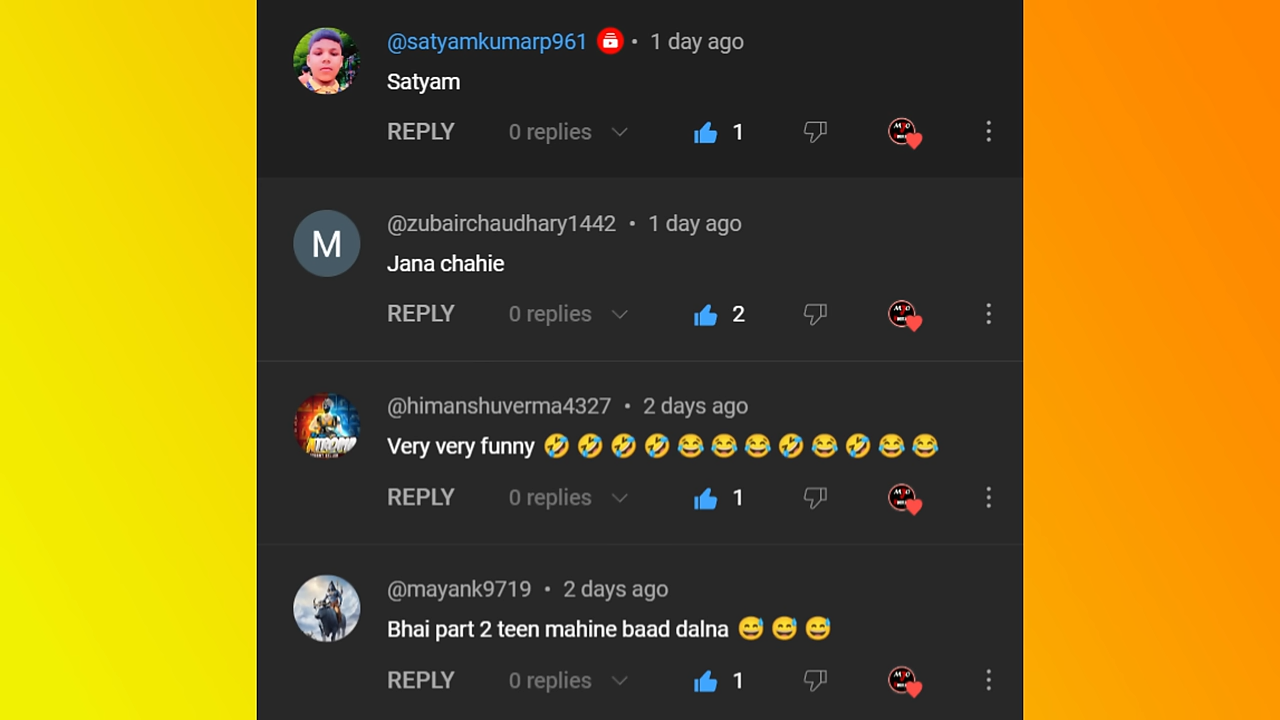 @satyamkumarp961 • 1 day ago
Satyam
REPLY 0 replies 1
M
@zubairchaudhary1442 • 1 day ago
Jana chahie
REPLY 0 replies 2
@himanshuverma4327 • 2 days ago
Very very funny 🤣🤣🤣🤣😂😂😂🤣😂🤣😂😂
REPLY 0 replies 1
@mayank9719 • 2 days ago
Bhai part 2 teen mahine baad dalna 😅😅😅
REPLY 0 replies 1